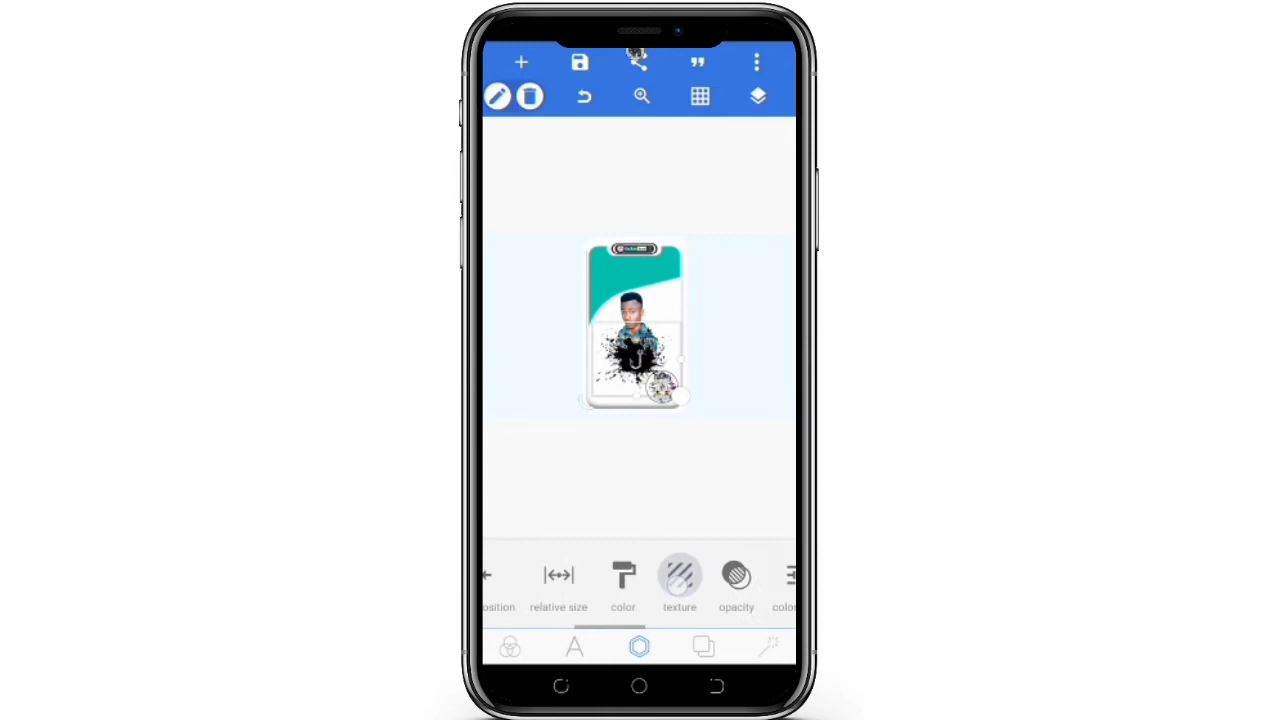 osition
relative size
color
texture
opacity
colo